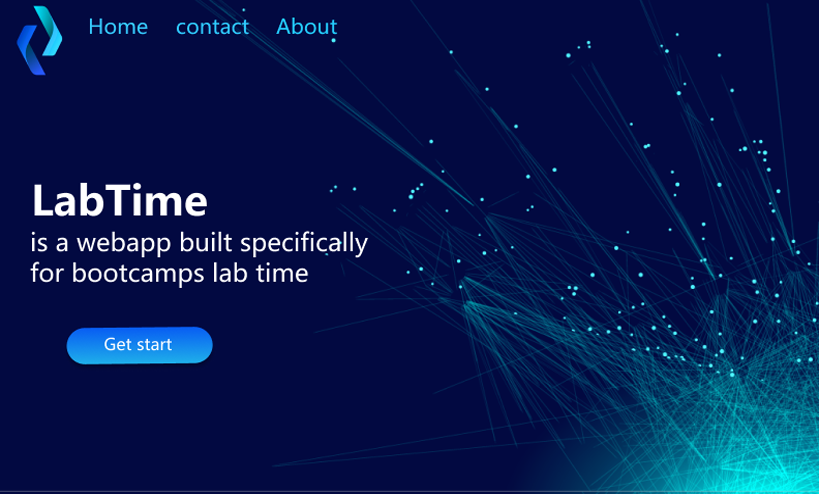 Home contact About
LabTime
is a webapp built specifically
for bootcamps lab time
Get start